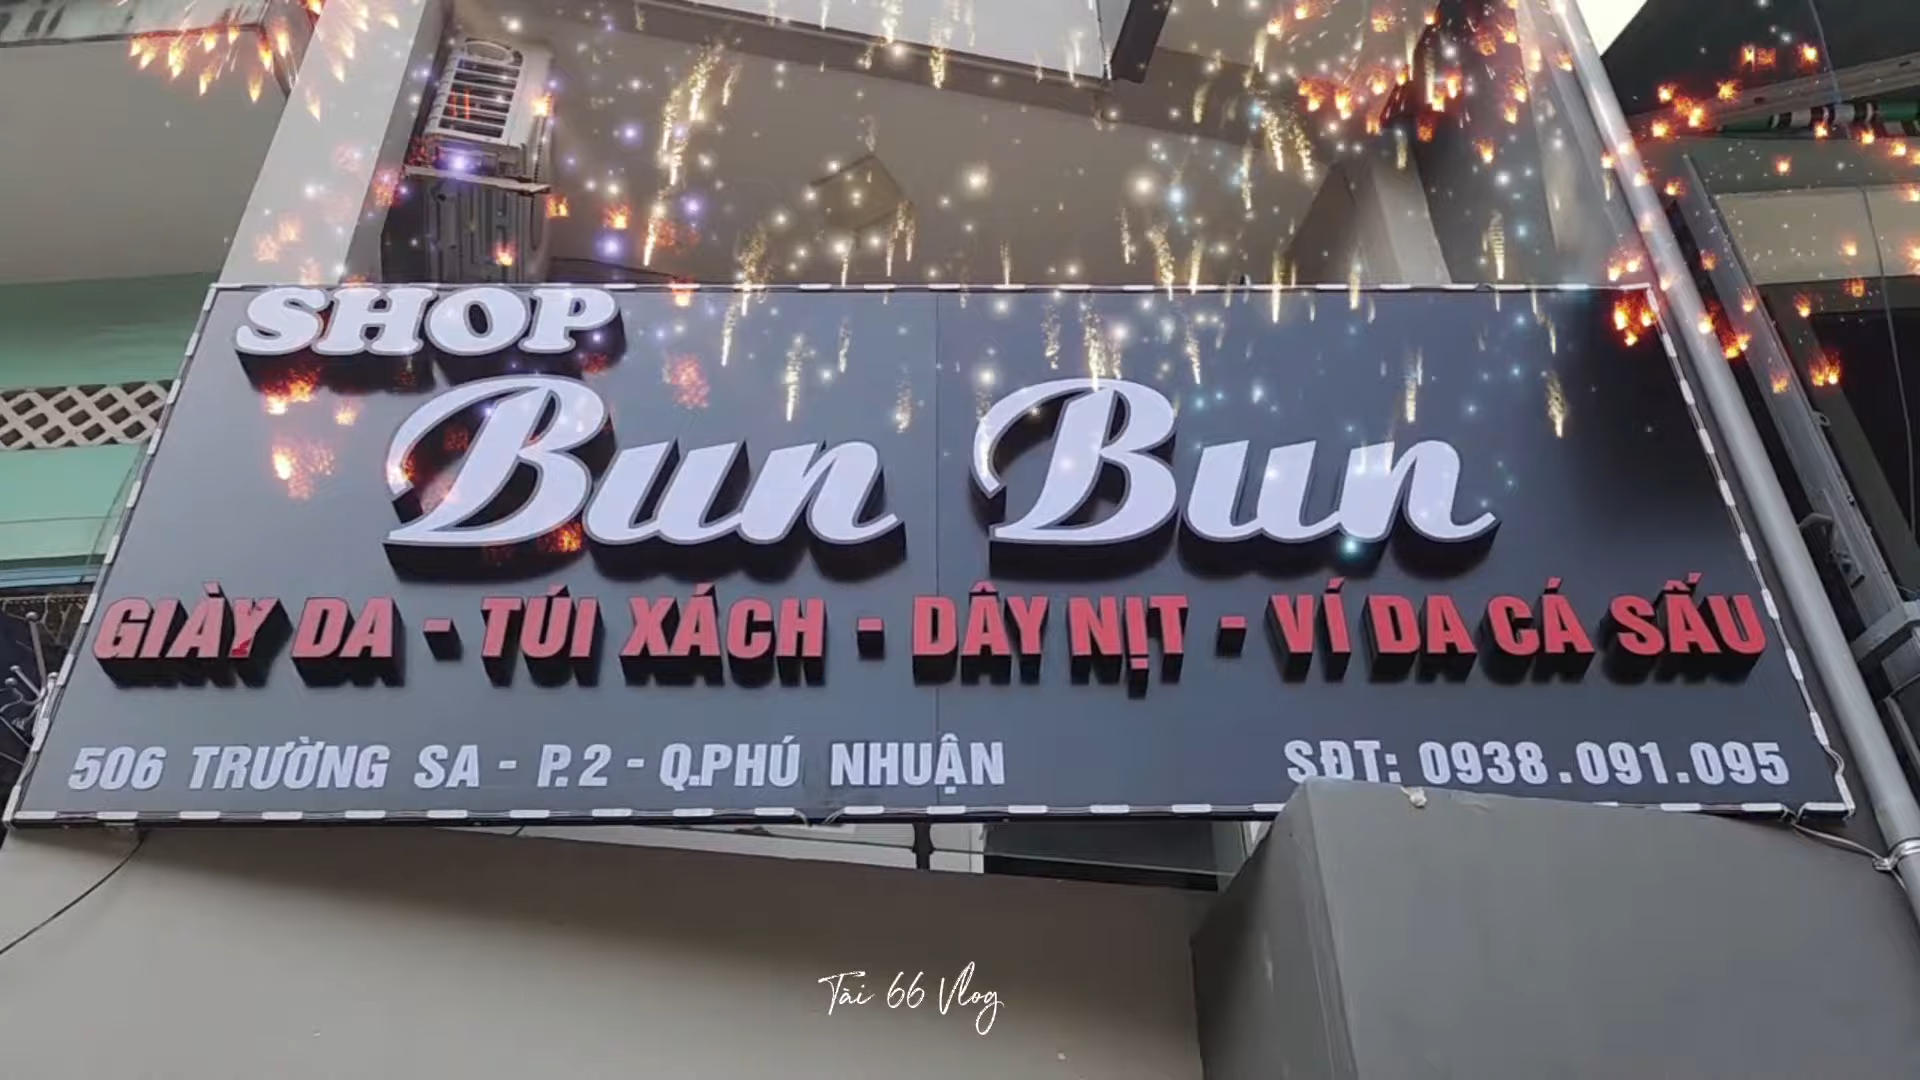 SHOP
Bun Bun
GIÀY DA - TÚI XÁCH - DÂY NỊT - VÍ DA CÁ SẤU
506 TRƯỜNG SA - P.2 - Q.PHÚ NHUẬN SĐT: 0938.091.095
Tài 66 Vlog